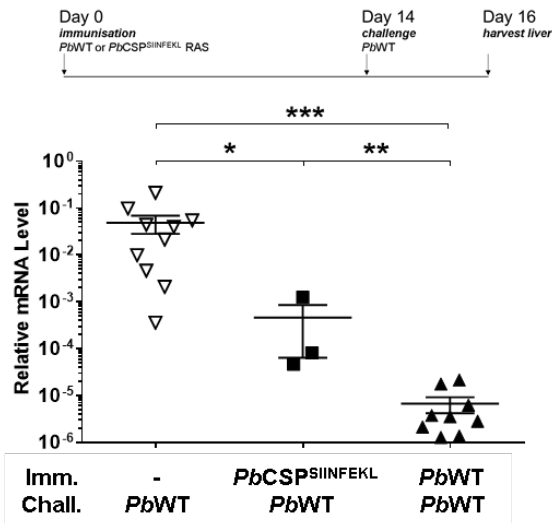 Day 0
immunisation
PbWT or PbCSPSIINFEKL RAS
Day 14
challenge
PbWT
Day 16
harvest liver
***
*
**
Relative mRNA Level
10⁰
10⁻¹
10⁻²
10⁻³
10⁻⁴
10⁻⁵
10⁻⁶
Imm. - PbCSPSIINFEKL PbWT
Chall. PbWT PbWT PbWT